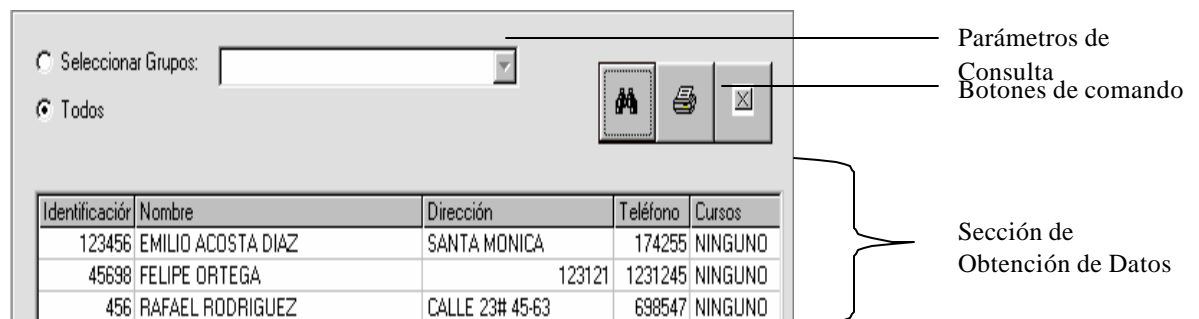 Seleccionar Grupos:
Todos
Parámetros de
Consulta
Botones de comando
Identificación Nombre Dirección Teléfono Cursos
123456 EMILIO ACOSTA DIAZ SANTA MONICA 174255 NINGUNO
45698 FELIPE ORTEGA 123121 1231245 NINGUNO
456 RAFAEL RODRIGUEZ CALLE 23# 45-63 698547 NINGUNO
Sección de
Obtención de Datos